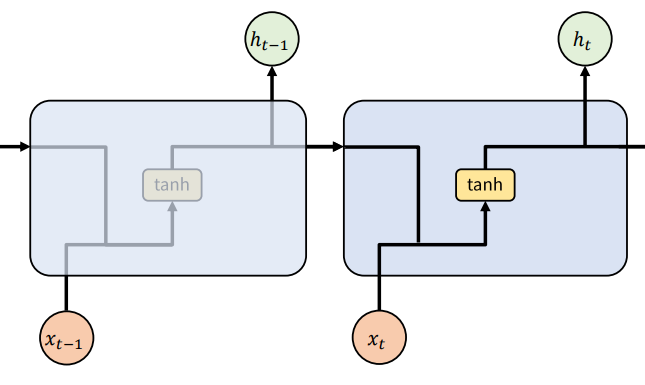 h_{t−1}
h_t
tanh
tanh
x_{t−1}
x_t